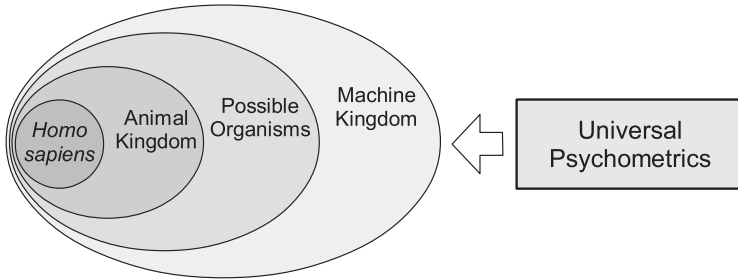 Homo
sapiens
Animal
Kingdom
Possible
Organisms
Machine
Kingdom
Universal
Psychometrics